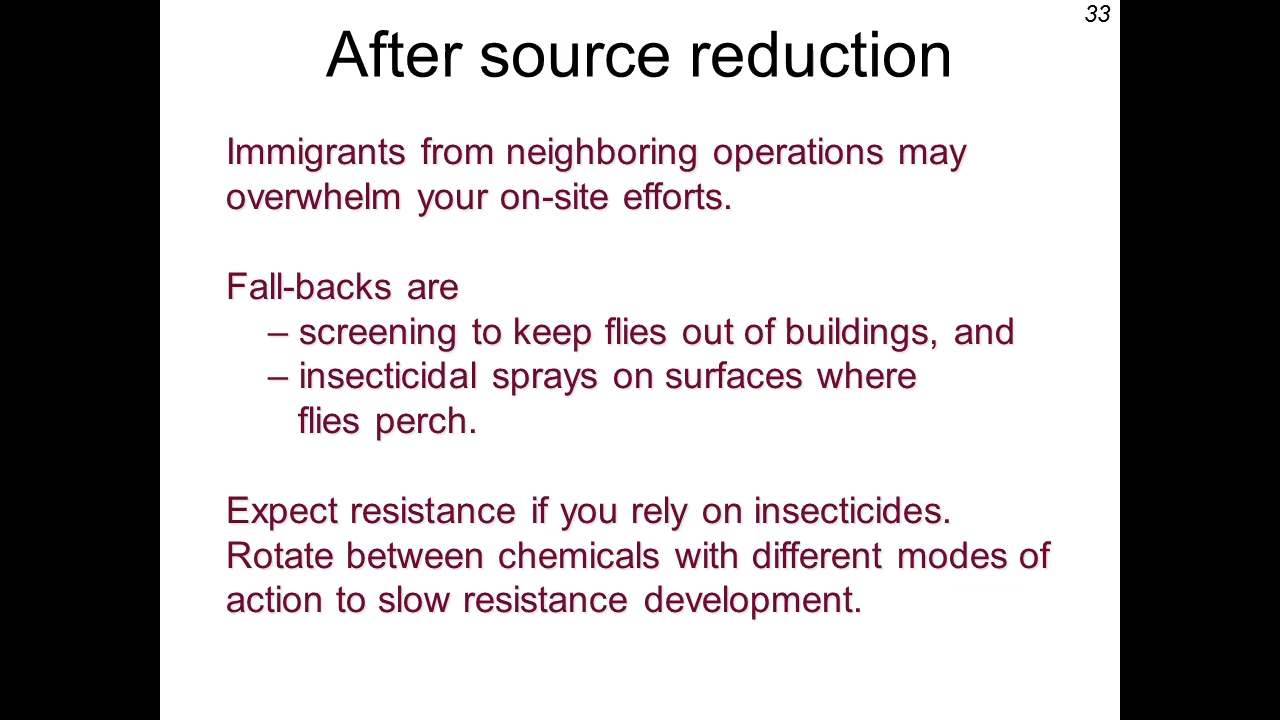 33
After source reduction
Immigrants from neighboring operations may
overwhelm your on-site efforts.
Fall-backs are
– screening to keep flies out of buildings, and
– insecticidal sprays on surfaces where
flies perch.
Expect resistance if you rely on insecticides.
Rotate between chemicals with different modes of
action to slow resistance development.